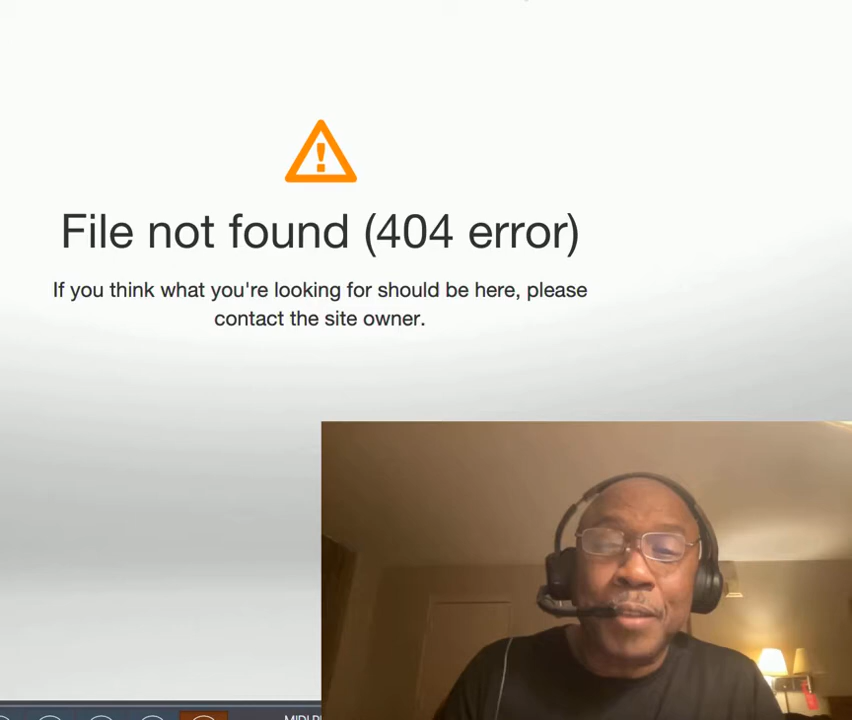 File not found (404 error)
If you think what you're looking for should be here, please
contact the site owner.